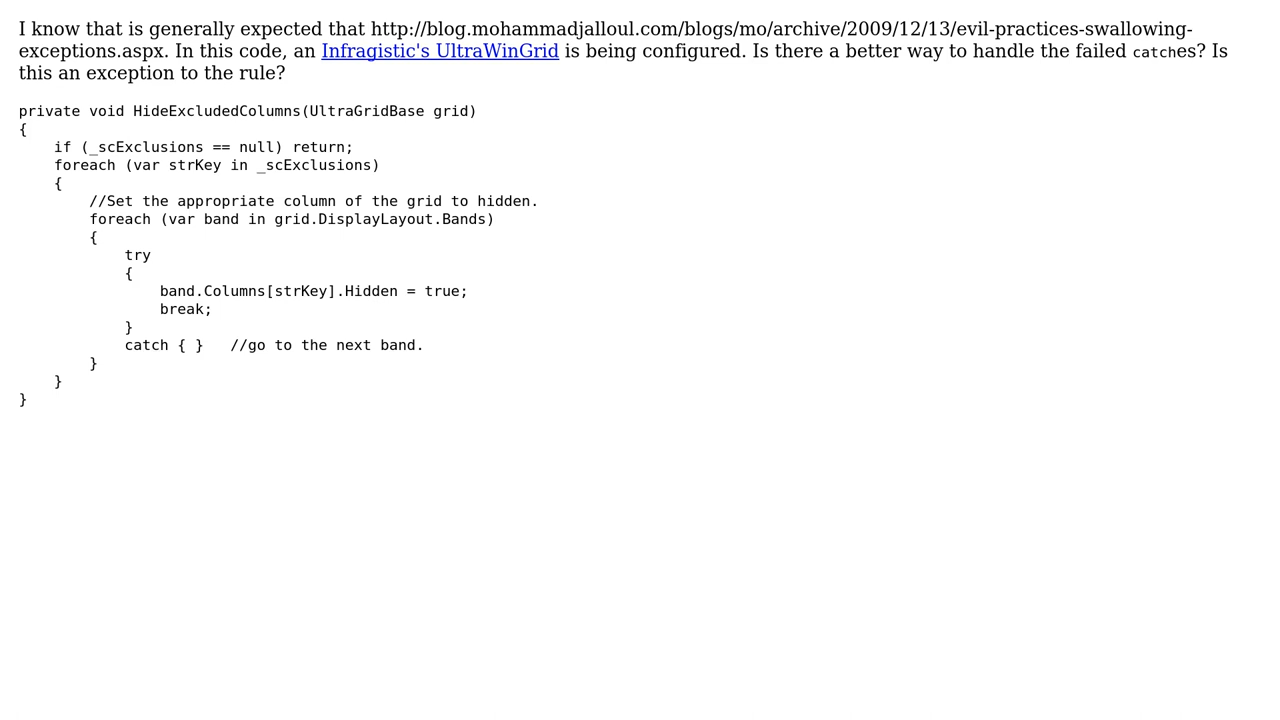 I know that is generally expected that http://blog.mohammadjalloul.com/blogs/mo/archive/2009/12/13/evil-practices-swallowing-
exceptions.aspx. In this code, an Infragistic's UltraWinGrid is being configured. Is there a better way to handle the failed catches? Is
this an exception to the rule?
private void HideExcludedColumns(UltraGridBase grid)
{
    if (_scExclusions == null) return;
    foreach (var strKey in _scExclusions)
    {
        //Set the appropriate column of the grid to hidden.
        foreach (var band in grid.DisplayLayout.Bands)
        {
            try
            {
                band.Columns[strKey].Hidden = true;
                break;
            }
            catch { }   //go to the next band.
        }
    }
}